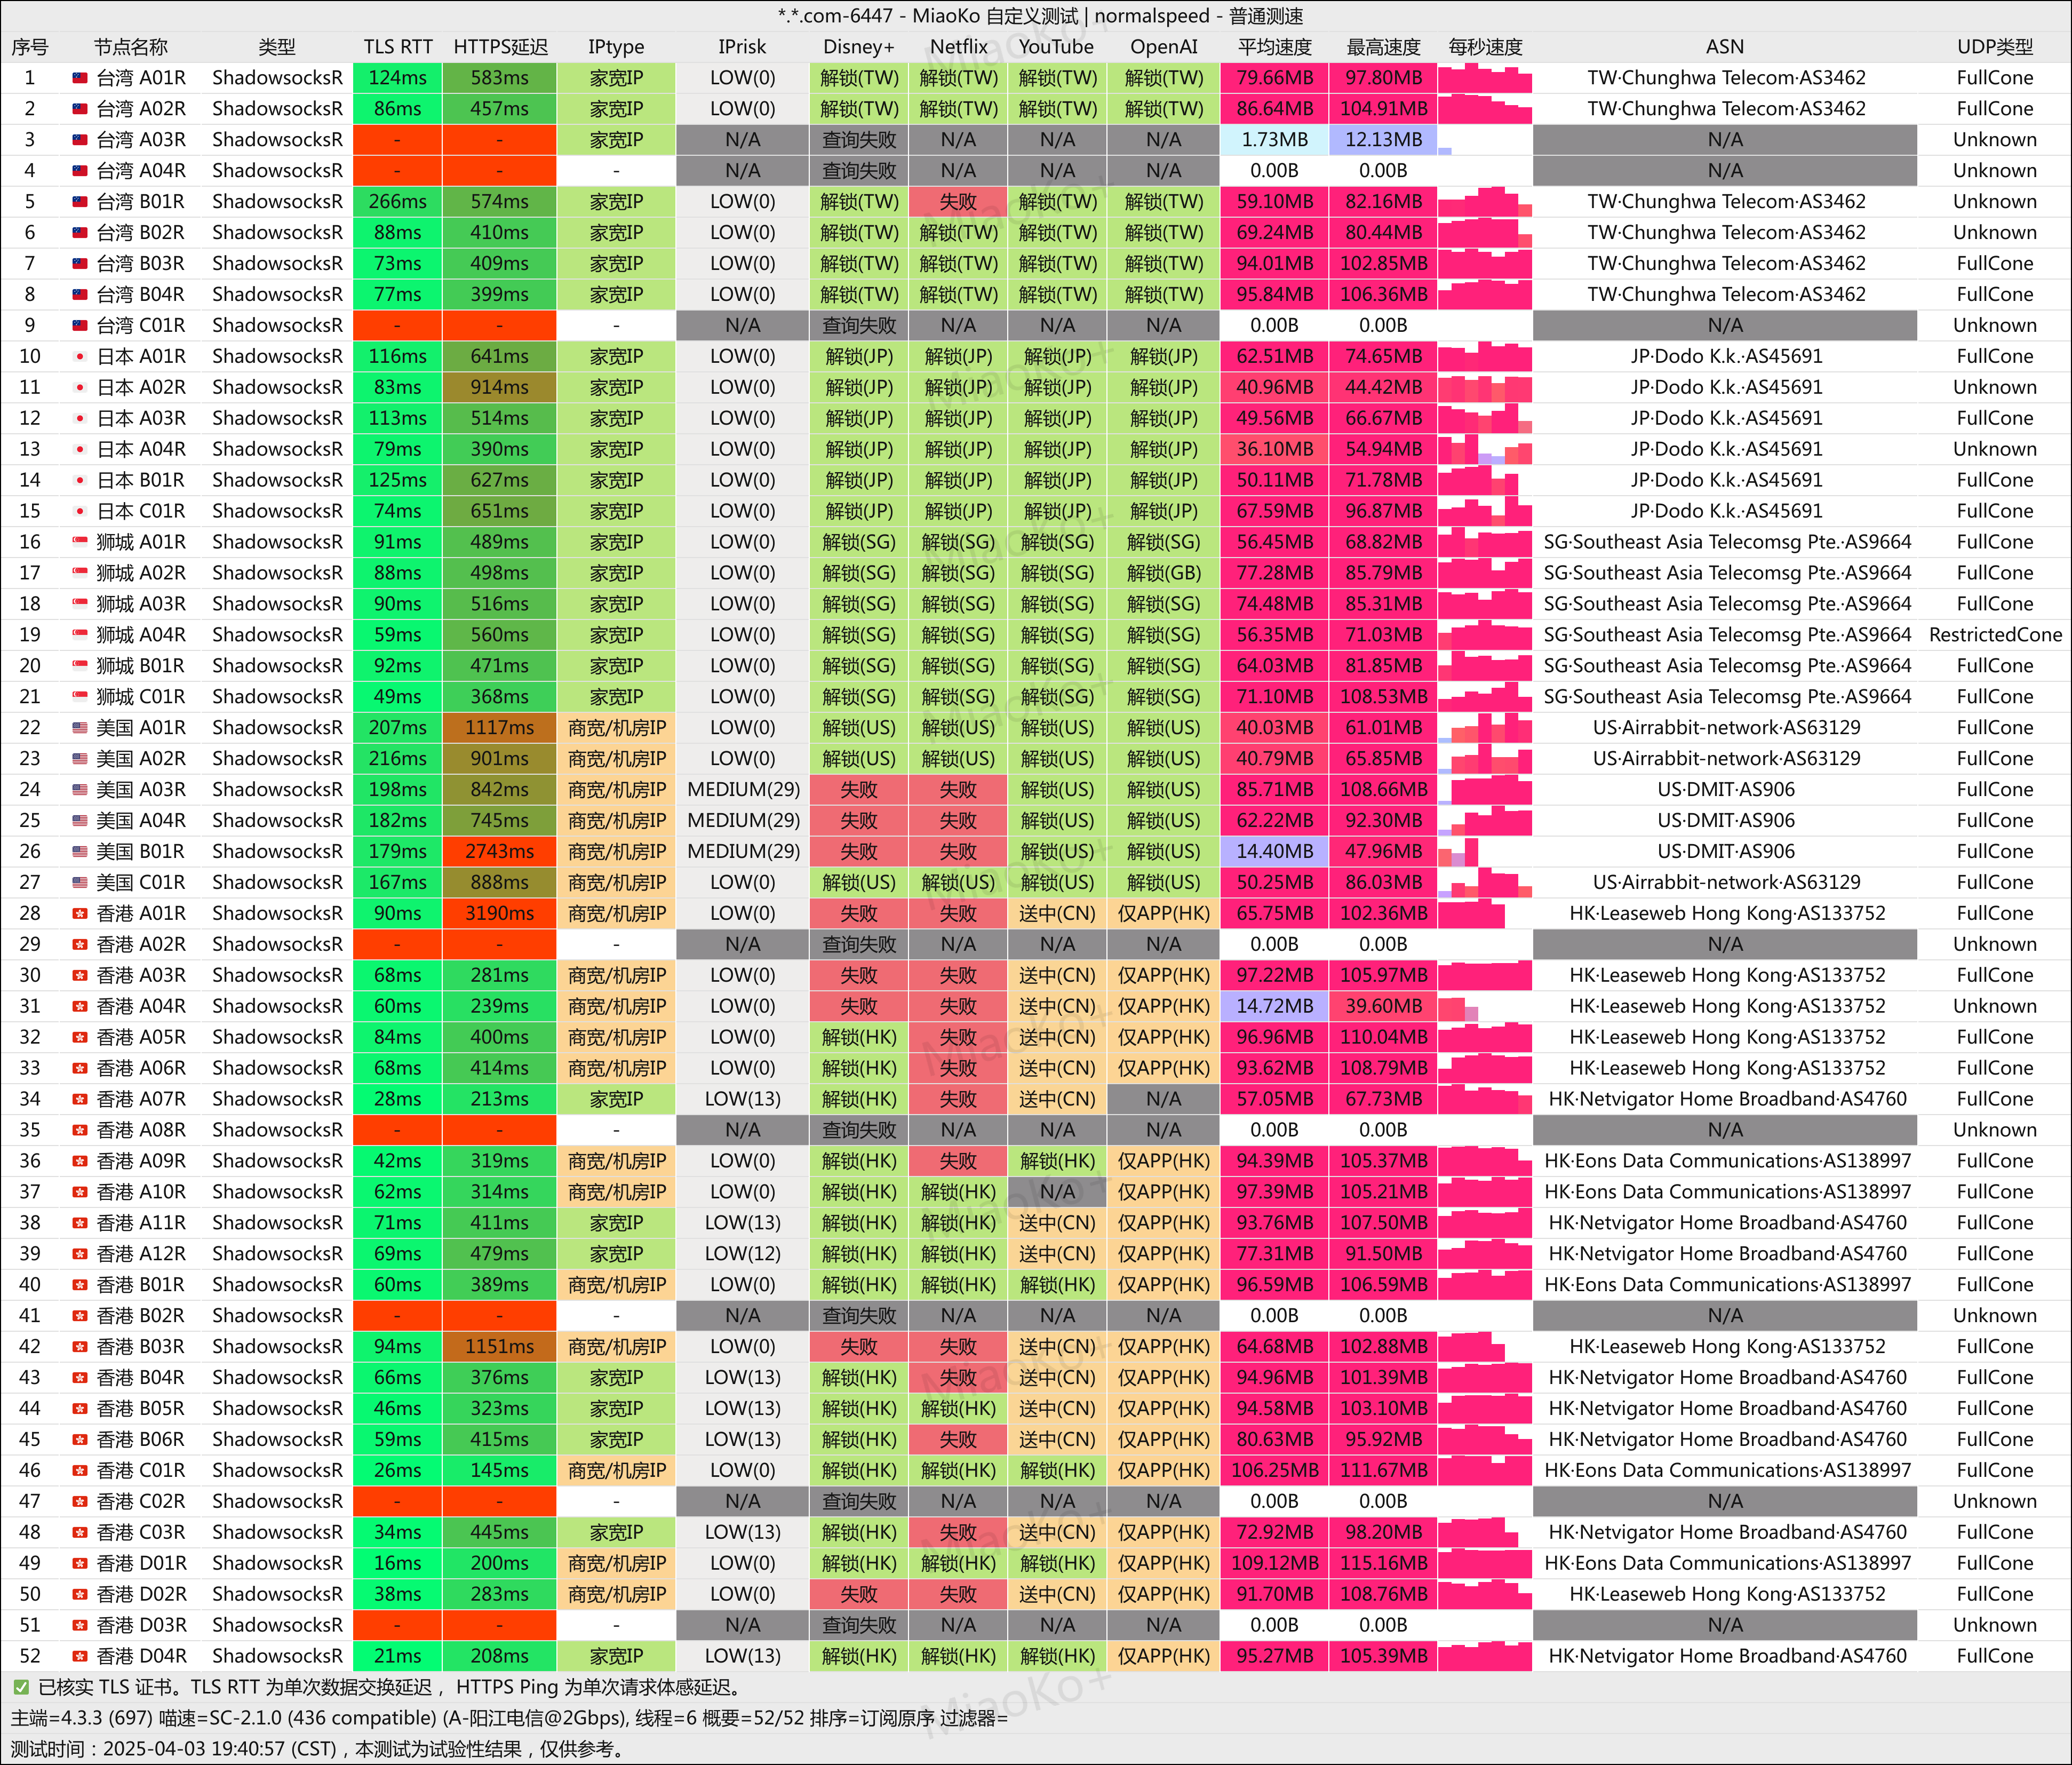 *.*.com-6447 - MiaoKo 自定义测试 | normalspeed - 普通测速
序号 节点名称 类型 TLS RTT HTTPS延迟 IPtype IPrisk Disney+ Netflix YouTube OpenAI 平均速度 最高速度 每秒速度 ASN UDP类型
1 台湾 A01R ShadowsocksR 124ms 583ms 家宽IP LOW(0) 解锁(TW) 解锁(TW) 解锁(TW) 解锁(TW) 79.66MB 97.80MB TW·Chunghwa Telecom·AS3462 FullCone
2 台湾 A02R ShadowsocksR 86ms 457ms 家宽IP LOW(0) 解锁(TW) 解锁(TW) 解锁(TW) 解锁(TW) 86.64MB 104.91MB TW·Chunghwa Telecom·AS3462 FullCone
3 台湾 A03R ShadowsocksR - - 家宽IP N/A 查询失败 N/A N/A N/A 1.73MB 12.13MB N/A Unknown
4 台湾 A04R ShadowsocksR - - - N/A 查询失败 N/A N/A N/A 0.00B 0.00B N/A Unknown
5 台湾 B01R ShadowsocksR 266ms 574ms 家宽IP LOW(0) 解锁(TW) 失败 解锁(TW) 解锁(TW) 59.10MB 82.16MB TW·Chunghwa Telecom·AS3462 Unknown
6 台湾 B02R ShadowsocksR 88ms 410ms 家宽IP LOW(0) 解锁(TW) 解锁(TW) 解锁(TW) 解锁(TW) 69.24MB 80.44MB TW·Chunghwa Telecom·AS3462 Unknown
7 台湾 B03R ShadowsocksR 73ms 409ms 家宽IP LOW(0) 解锁(TW) 解锁(TW) 解锁(TW) 解锁(TW) 94.01MB 102.85MB TW·Chunghwa Telecom·AS3462 FullCone
8 台湾 B04R ShadowsocksR 77ms 399ms 家宽IP LOW(0) 解锁(TW) 解锁(TW) 解锁(TW) 解锁(TW) 95.84MB 106.36MB TW·Chunghwa Telecom·AS3462 FullCone
9 台湾 C01R ShadowsocksR - - - N/A 查询失败 N/A N/A N/A 0.00B 0.00B N/A Unknown
10 日本 A01R ShadowsocksR 116ms 641ms 家宽IP LOW(0) 解锁(JP) 解锁(JP) 解锁(JP) 解锁(JP) 62.51MB 74.65MB JP·Dodo K.k.·AS45691 FullCone
11 日本 A02R ShadowsocksR 83ms 914ms 家宽IP LOW(0) 解锁(JP) 解锁(JP) 解锁(JP) 解锁(JP) 40.96MB 44.42MB JP·Dodo K.k.·AS45691 Unknown
12 日本 A03R ShadowsocksR 113ms 514ms 家宽IP LOW(0) 解锁(JP) 解锁(JP) 解锁(JP) 解锁(JP) 49.56MB 66.67MB JP·Dodo K.k.·AS45691 FullCone
13 日本 A04R ShadowsocksR 79ms 390ms 家宽IP LOW(0) 解锁(JP) 解锁(JP) 解锁(JP) 解锁(JP) 36.10MB 54.94MB JP·Dodo K.k.·AS45691 Unknown
14 日本 B01R ShadowsocksR 125ms 627ms 家宽IP LOW(0) 解锁(JP) 解锁(JP) 解锁(JP) 解锁(JP) 50.11MB 71.78MB JP·Dodo K.k.·AS45691 FullCone
15 日本 C01R ShadowsocksR 74ms 651ms 家宽IP LOW(0) 解锁(JP) 解锁(JP) 解锁(JP) 解锁(JP) 67.59MB 96.87MB JP·Dodo K.k.·AS45691 FullCone
16 狮城 A01R ShadowsocksR 91ms 489ms 家宽IP LOW(0) 解锁(SG) 解锁(SG) 解锁(SG) 解锁(SG) 56.45MB 68.82MB SG·Southeast Asia Telecomsg Pte.·AS9664 FullCone
17 狮城 A02R ShadowsocksR 88ms 498ms 家宽IP LOW(0) 解锁(SG) 解锁(SG) 解锁(SG) 解锁(GB) 77.28MB 85.79MB SG·Southeast Asia Telecomsg Pte.·AS9664 FullCone
18 狮城 A03R ShadowsocksR 90ms 516ms 家宽IP LOW(0) 解锁(SG) 解锁(SG) 解锁(SG) 解锁(SG) 74.48MB 85.31MB SG·Southeast Asia Telecomsg Pte.·AS9664 FullCone
19 狮城 A04R ShadowsocksR 59ms 560ms 家宽IP LOW(0) 解锁(SG) 解锁(SG) 解锁(SG) 解锁(SG) 56.35MB 71.03MB SG·Southeast Asia Telecomsg Pte.·AS9664 RestrictedCone
20 狮城 B01R ShadowsocksR 92ms 471ms 家宽IP LOW(0) 解锁(SG) 解锁(SG) 解锁(SG) 解锁(SG) 64.03MB 81.85MB SG·Southeast Asia Telecomsg Pte.·AS9664 FullCone
21 狮城 C01R ShadowsocksR 49ms 368ms 家宽IP LOW(0) 解锁(SG) 解锁(SG) 解锁(SG) 解锁(SG) 71.10MB 108.53MB SG·Southeast Asia Telecomsg Pte.·AS9664 FullCone
22 美国 A01R ShadowsocksR 207ms 1117ms 商宽/机房IP LOW(0) 解锁(US) 解锁(US) 解锁(US) 解锁(US) 40.03MB 61.01MB US·Airrabbit-network·AS63129 FullCone
23 美国 A02R ShadowsocksR 216ms 901ms 商宽/机房IP LOW(0) 解锁(US) 解锁(US) 解锁(US) 解锁(US) 40.79MB 65.85MB US·Airrabbit-network·AS63129 FullCone
24 美国 A03R ShadowsocksR 198ms 842ms 商宽/机房IP MEDIUM(29) 失败 失败 解锁(US) 解锁(US) 85.71MB 108.66MB US·DMIT·AS906 FullCone
25 美国 A04R ShadowsocksR 182ms 745ms 商宽/机房IP MEDIUM(29) 失败 失败 解锁(US) 解锁(US) 62.22MB 92.30MB US·DMIT·AS906 FullCone
26 美国 B01R ShadowsocksR 179ms 2743ms 商宽/机房IP MEDIUM(29) 失败 失败 解锁(US) 解锁(US) 14.40MB 47.96MB US·DMIT·AS906 FullCone
27 美国 C01R ShadowsocksR 167ms 888ms 商宽/机房IP LOW(0) 解锁(US) 解锁(US) 解锁(US) 解锁(US) 50.25MB 86.03MB US·Airrabbit-network·AS63129 FullCone
28 香港 A01R ShadowsocksR 90ms 3190ms 商宽/机房IP LOW(0) 失败 失败 送中(CN) 仅APP(HK) 65.75MB 102.36MB HK·Leaseweb Hong Kong·AS133752 FullCone
29 香港 A02R ShadowsocksR - - - N/A 查询失败 N/A N/A N/A 0.00B 0.00B N/A Unknown
30 香港 A03R ShadowsocksR 68ms 281ms 商宽/机房IP LOW(0) 失败 失败 送中(CN) 仅APP(HK) 97.22MB 105.97MB HK·Leaseweb Hong Kong·AS133752 FullCone
31 香港 A04R ShadowsocksR 60ms 239ms 商宽/机房IP LOW(0) 失败 失败 送中(CN) 仅APP(HK) 14.72MB 39.60MB HK·Leaseweb Hong Kong·AS133752 Unknown
32 香港 A05R ShadowsocksR 84ms 400ms 商宽/机房IP LOW(0) 解锁(HK) 失败 送中(CN) 仅APP(HK) 96.96MB 110.04MB HK·Leaseweb Hong Kong·AS133752 FullCone
33 香港 A06R ShadowsocksR 68ms 414ms 商宽/机房IP LOW(0) 解锁(HK) 失败 送中(CN) 仅APP(HK) 93.62MB 108.79MB HK·Leaseweb Hong Kong·AS133752 FullCone
34 香港 A07R ShadowsocksR 28ms 213ms 家宽IP LOW(13) 解锁(HK) 失败 送中(CN) N/A 57.05MB 67.73MB HK·Netvigator Home Broadband·AS4760 FullCone
35 香港 A08R ShadowsocksR - - - N/A 查询失败 N/A N/A N/A 0.00B 0.00B N/A Unknown
36 香港 A09R ShadowsocksR 42ms 319ms 商宽/机房IP LOW(0) 解锁(HK) 失败 解锁(HK) 仅APP(HK) 94.39MB 105.37MB HK·Eons Data Communications·AS138997 FullCone
37 香港 A10R ShadowsocksR 62ms 314ms 商宽/机房IP LOW(0) 解锁(HK) 解锁(HK) N/A 仅APP(HK) 97.39MB 105.21MB HK·Eons Data Communications·AS138997 FullCone
38 香港 A11R ShadowsocksR 71ms 411ms 家宽IP LOW(13) 解锁(HK) 解锁(HK) 送中(CN) 仅APP(HK) 93.76MB 107.50MB HK·Netvigator Home Broadband·AS4760 FullCone
39 香港 A12R ShadowsocksR 69ms 479ms 家宽IP LOW(12) 解锁(HK) 解锁(HK) 送中(CN) 仅APP(HK) 77.31MB 91.50MB HK·Netvigator Home Broadband·AS4760 FullCone
40 香港 B01R ShadowsocksR 60ms 389ms 商宽/机房IP LOW(0) 解锁(HK) 解锁(HK) 解锁(HK) 仅APP(HK) 96.59MB 106.59MB HK·Eons Data Communications·AS138997 FullCone
41 香港 B02R ShadowsocksR - - - N/A 查询失败 N/A N/A N/A 0.00B 0.00B N/A Unknown
42 香港 B03R ShadowsocksR 94ms 1151ms 商宽/机房IP LOW(0) 失败 失败 送中(CN) 仅APP(HK) 64.68MB 102.88MB HK·Leaseweb Hong Kong·AS133752 FullCone
43 香港 B04R ShadowsocksR 66ms 376ms 家宽IP LOW(13) 解锁(HK) 失败 送中(CN) 仅APP(HK) 94.96MB 101.39MB HK·Netvigator Home Broadband·AS4760 FullCone
44 香港 B05R ShadowsocksR 46ms 323ms 家宽IP LOW(13) 解锁(HK) 解锁(HK) 送中(CN) 仅APP(HK) 94.58MB 103.10MB HK·Netvigator Home Broadband·AS4760 FullCone
45 香港 B06R ShadowsocksR 59ms 415ms 家宽IP LOW(13) 解锁(HK) 失败 送中(CN) 仅APP(HK) 80.63MB 95.92MB HK·Netvigator Home Broadband·AS4760 FullCone
46 香港 C01R ShadowsocksR 26ms 145ms 商宽/机房IP LOW(0) 解锁(HK) 解锁(HK) 解锁(HK) 仅APP(HK) 106.25MB 111.67MB HK·Eons Data Communications·AS138997 FullCone
47 香港 C02R ShadowsocksR - - - N/A 查询失败 N/A N/A N/A 0.00B 0.00B N/A Unknown
48 香港 C03R ShadowsocksR 34ms 445ms 家宽IP LOW(13) 解锁(HK) 失败 送中(CN) 仅APP(HK) 72.92MB 98.20MB HK·Netvigator Home Broadband·AS4760 FullCone
49 香港 D01R ShadowsocksR 16ms 200ms 商宽/机房IP LOW(0) 解锁(HK) 解锁(HK) 解锁(HK) 仅APP(HK) 109.12MB 115.16MB HK·Eons Data Communications·AS138997 FullCone
50 香港 D02R ShadowsocksR 38ms 283ms 商宽/机房IP LOW(0) 失败 失败 送中(CN) 仅APP(HK) 91.70MB 108.76MB HK·Leaseweb Hong Kong·AS133752 FullCone
51 香港 D03R ShadowsocksR - - - N/A 查询失败 N/A N/A N/A 0.00B 0.00B N/A Unknown
52 香港 D04R ShadowsocksR 21ms 208ms 家宽IP LOW(13) 解锁(HK) 解锁(HK) 解锁(HK) 仅APP(HK) 95.27MB 105.39MB HK·Netvigator Home Broadband·AS4760 FullCone
✅ 已核实 TLS 证书。TLS RTT 为单次数据交换延迟， HTTPS Ping 为单次请求体感延迟。
主端=4.3.3 (697) 喵速=SC-2.1.0 (436 compatible) (A-阳江电信@2Gbps), 线程=6 概要=52/52 排序=订阅原序 过滤器=
测试时间：2025-04-03 19:40:57 (CST)，本测试为试验性结果，仅供参考。
MiaoKo+